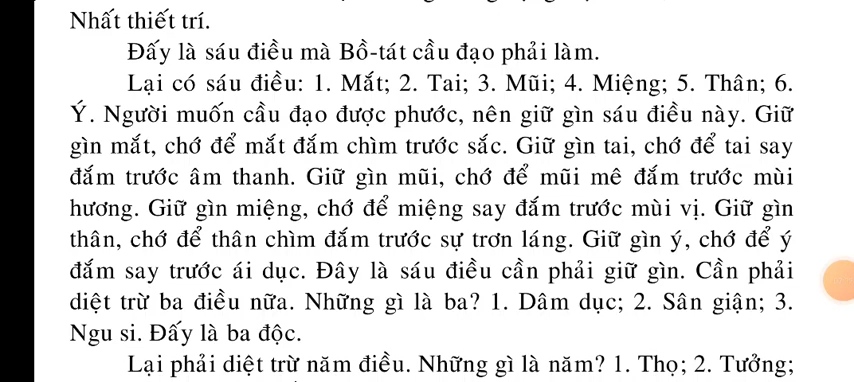 Nhất thiết trí.
Đấy là sáu điều mà Bồ-tát cầu đạo phải làm.
Lại có sáu điều: 1. Mắt; 2. Tai; 3. Mũi; 4. Miệng; 5. Thân; 6.
Ý. Người muốn cầu đạo được phước, nên giữ gìn sáu điều này. Giữ
gìn mắt, chớ để mắt đắm chìm trước sắc. Giữ gìn tai, chớ để tai say
đắm trước âm thanh. Giữ gìn mũi, chớ để mũi mê đắm trước mùi
hương. Giữ gìn miệng, chớ để miệng say đắm trước mùi vị. Giữ gìn
thân, chớ để thân chìm đắm trước sự trơn láng. Giữ gìn ý, chớ để ý
đắm say trước ái dục. Đây là sáu điều cần phải giữ gìn. Cần phải
diệt trừ ba điều nữa. Những gì là ba? 1. Dâm dục; 2. Sân giận; 3.
Ngu si. Đấy là ba độc.
Lại phải diệt trừ năm điều. Những gì là năm? 1. Thọ; 2. Tưởng;